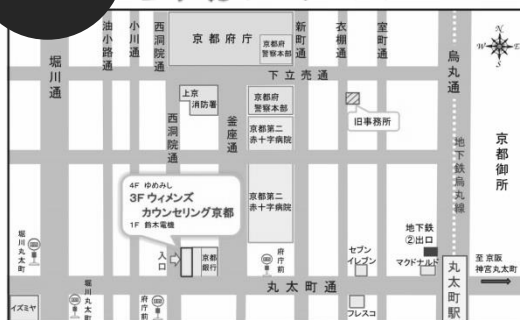 油小路通
小川通
西洞院通
京都府庁
京都府
警察本部
新町通
衣棚通
室町通
烏丸通
N
W
E
S
堀川通
下立売通
上京
消防署
京都府
警察本部
旧事務所
西洞院通
釜座通
京都第二
赤十字病院
地下鉄烏丸線
京都御所
4F ゆめみし
3F ウィメンズ
カウンセリング京都
1F 鈴木電機
京都第二
赤十字病院
堀川丸太町
入口
京都
銀行
府庁前
セブン
イレブン
地下鉄
②出口
マクドナルド
至 京阪
神宮丸太町
丸太町通
丸太町駅
イズミヤ
堀川丸太町
府庁前
フレスコ